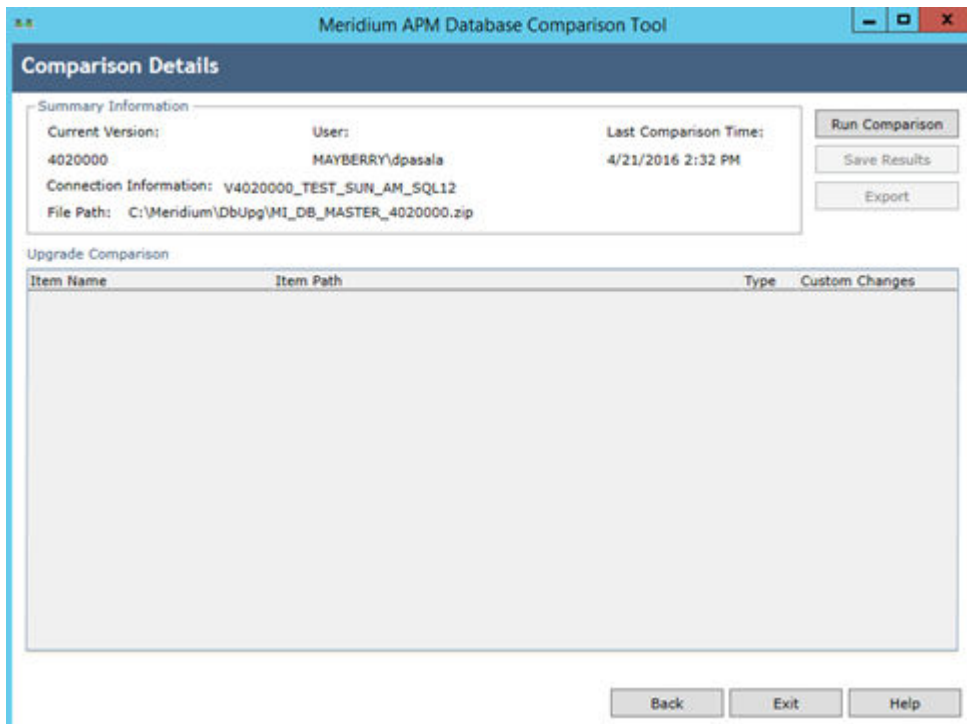 Meridium APM Database Comparison Tool
Comparison Details
Summary Information
Current Version: User: Last Comparison Time:
4020000 MAYBERRY\dpasala 4/21/2016 2:32 PM
Connection Information: V4020000_TEST_SUN_AM_SQL12
File Path: C:\Meridium\DbUpg\MI_DB_MASTER_4020000.zip
Run Comparison
Save Results
Export
Upgrade Comparison
Item Name Item Path Type Custom Changes
Back Exit Help